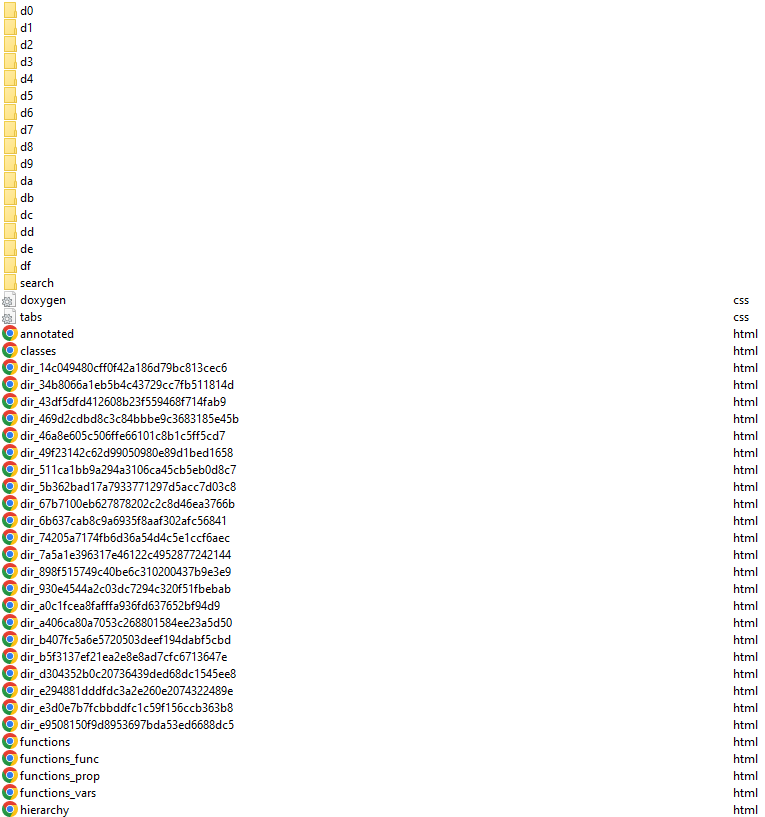 d0
d1
d2
d3
d4
d5
d6
d7
d8
d9
da
db
dc
dd
de
df
search
doxygen css
tabs css
annotated html
classes html
dir_14c049480cff0f42a186d79bc813cec6 html
dir_34b8066a1eb5b4c43729cc7fb511814d html
dir_43df5dfd412608b23f559468f714fab9 html
dir_469d2cdbd8c3c84bbbe9c3683185e45b html
dir_46a8e605c506ffe66101c8b1c5ff5cd7 html
dir_49f23142c62d99050980e89d1bed1658 html
dir_511ca1bb9a294a3106ca45cb5eb0d8c7 html
dir_5b362bad17a7933771297d5acc7d03c8 html
dir_67b7100eb627878202c2c8d46ea3766b html
dir_6b637cab8c9a6935f8aaf302afc56841 html
dir_74205a7174fb6d36a54d4c5e1ccf6aec html
dir_7a5a1e396317e46122c4952877242144 html
dir_898f515749c40be6c310200437b9e3e9 html
dir_930e4544a2c03dc7294c320f51fbebab html
dir_a0c1fcea8fafffa936fd637652bf94d9 html
dir_a406ca80a7053c268801584ee23a5d50 html
dir_b407fc5a6e5720503deef194dabf5cbd html
dir_b5f3137ef21ea2e8e8ad7cfc6713647e html
dir_d304352b0c20736439ded68dc1545ee8 html
dir_e294881dddfdc3a2e260e2074322489e html
dir_e3d0e7b7fcbbddfc1c59f156ccb363b8 html
dir_e9508150f9d8953697bda53ed6688dc5 html
functions html
functions_func html
functions_prop html
functions_vars html
hierarchy html